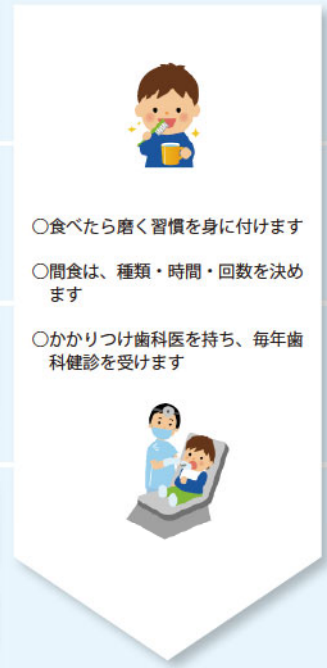 ○食べたら磨く習慣を身に付けます
○間食は、種類・時間・回数を決め
ます
○かかりつけ歯科医を持ち、毎年歯
科健診を受けます